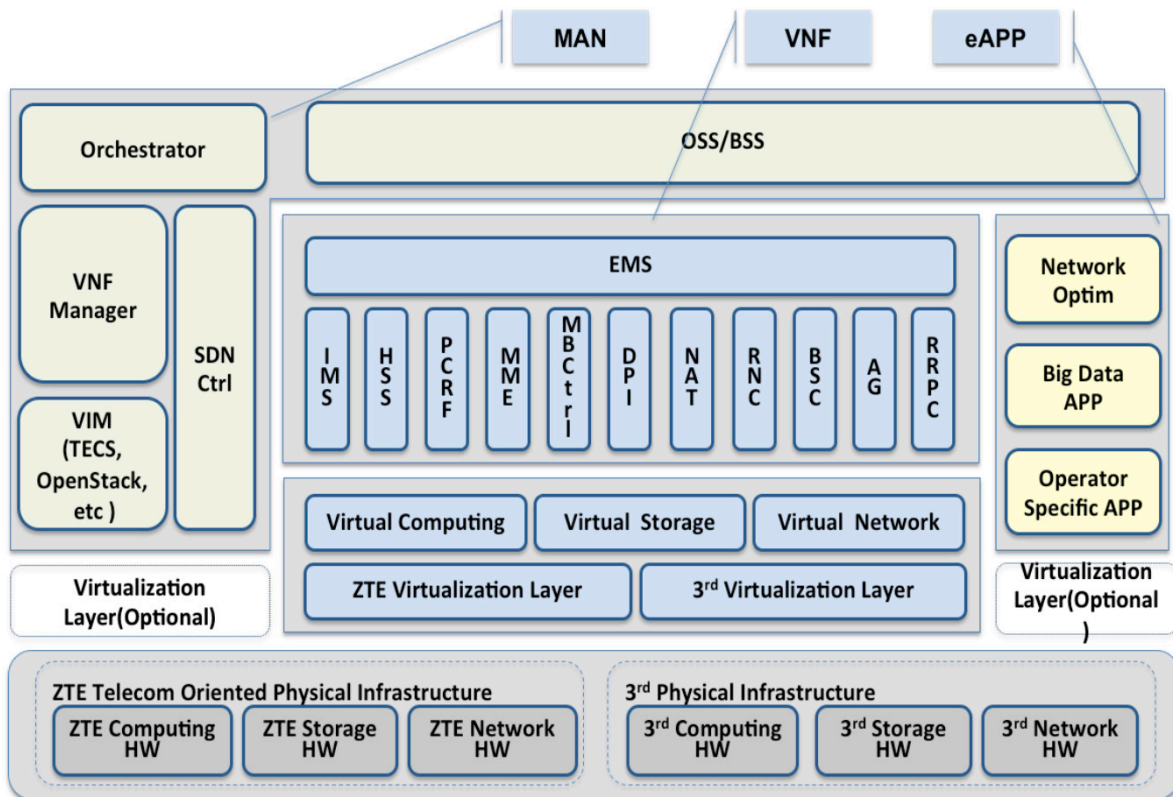 MAN
VNF
eAPP
Orchestrator
OSS/BSS
VNF
Manager
SDN
Ctrl
VIM
(TECS,
OpenStack,
etc )
EMS
IMS
HSS
PCRF
MME
MBCtrl
DPI
NAT
RNC
BSC
AG
RRPC
Network
Optim
Big Data
APP
Operator
Specific APP
Virtual Computing
Virtual Storage
Virtual Network
ZTE Virtualization Layer
3rd Virtualization Layer
Virtualization
Layer(Optional)
Virtualization
Layer(Optional
)
ZTE Telecom Oriented Physical Infrastructure
ZTE Computing
HW
ZTE Storage
HW
ZTE Network
HW
3rd Physical Infrastructure
3rd Computing
HW
3rd Storage
HW
3rd Network
HW